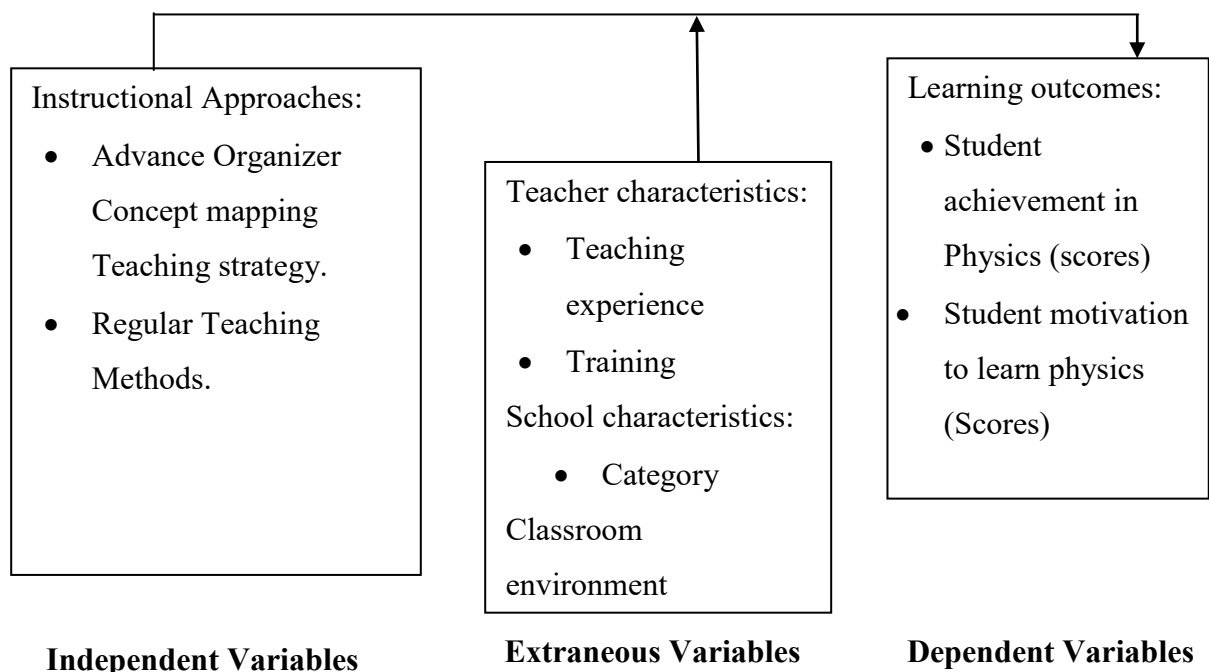 Instructional Approaches:
• Advance Organizer
Concept mapping
Teaching strategy.
• Regular Teaching
Methods.
Teacher characteristics:
• Teaching
experience
• Training
School characteristics:
• Category
Classroom
environment
Learning outcomes:
• Student
achievement in
Physics (scores)
• Student motivation
to learn physics
(Scores)
Independent Variables
Extraneous Variables
Dependent Variables